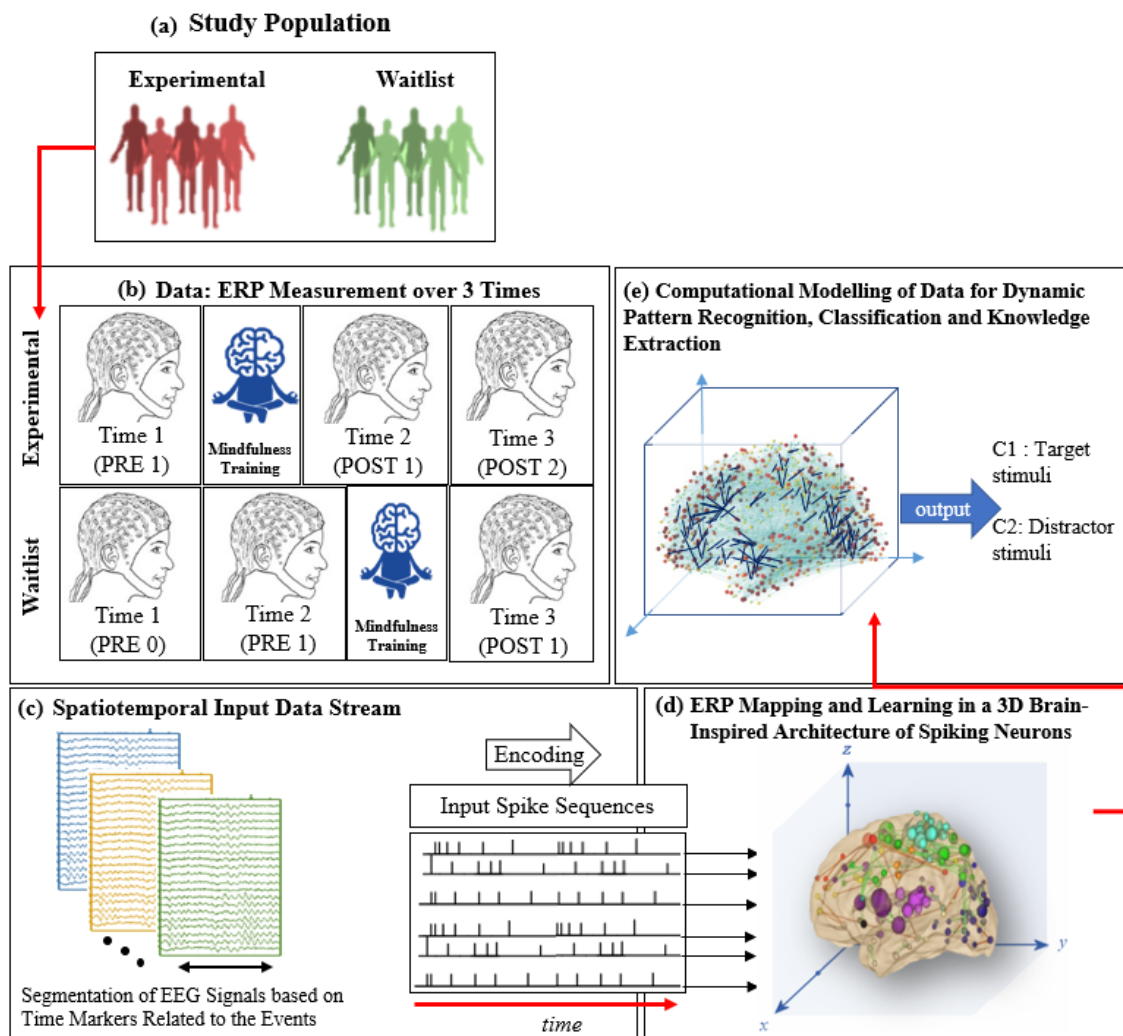 (a) Study Population
Experimental
Waitlist
(b) Data: ERP Measurement over 3 Times
Experimental
Time 1
(PRE 1)
Mindfulness
Training
Time 2
(POST 1)
Time 3
(POST 2)
Waitlist
Time 1
(PRE 0)
Time 2
(PRE 1)
Mindfulness
Training
Time 3
(POST 1)
(e) Computational Modelling of Data for Dynamic
Pattern Recognition, Classification and Knowledge
Extraction
output
C1 : Target
stimuli
C2: Distractor
stimuli
(c) Spatiotemporal Input Data Stream
Segmentation of EEG Signals based on
Time Markers Related to the Events
Encoding
Input Spike Sequences
time
(d) ERP Mapping and Learning in a 3D Brain-
Inspired Architecture of Spiking Neurons
z
y
x